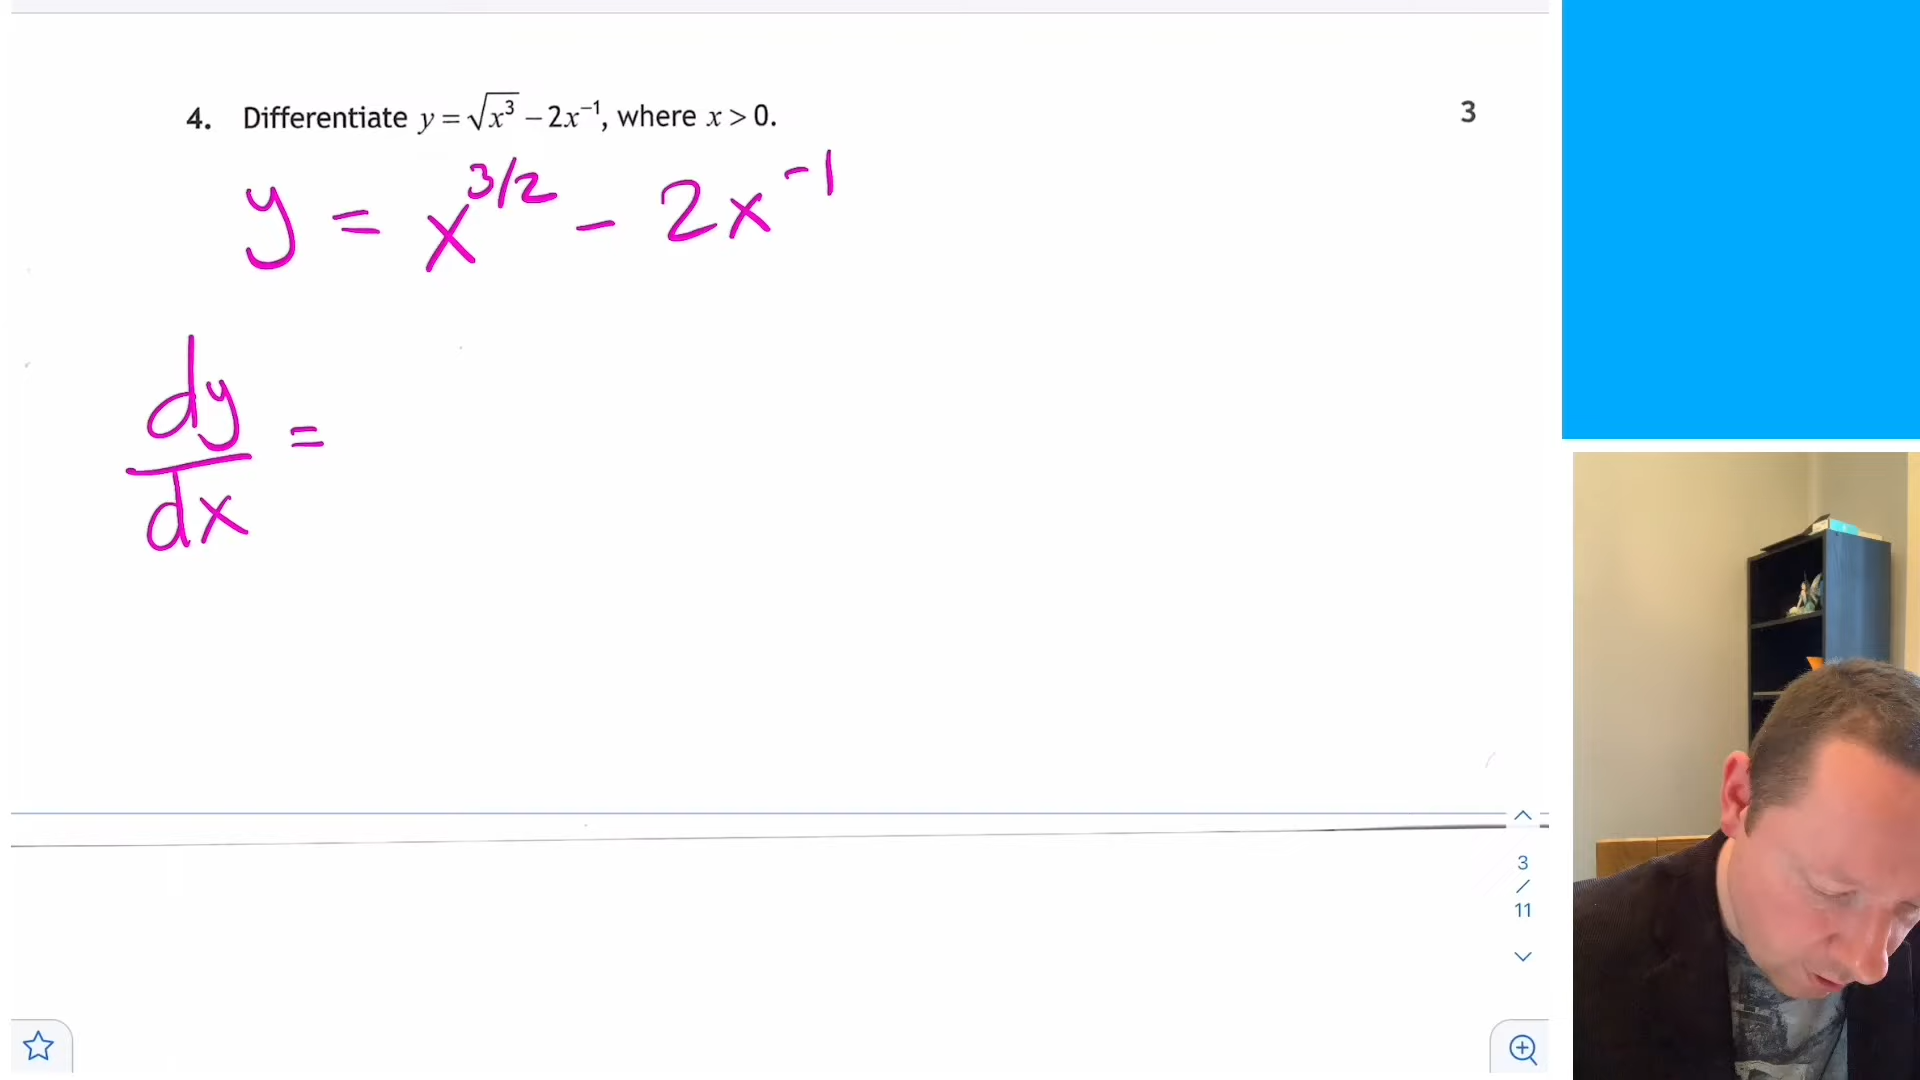 4. Differentiate y = √x³ – 2x⁻¹, where x > 0. 3
y = x^3/2 - 2x^-1
dy/dx =
3
/
11